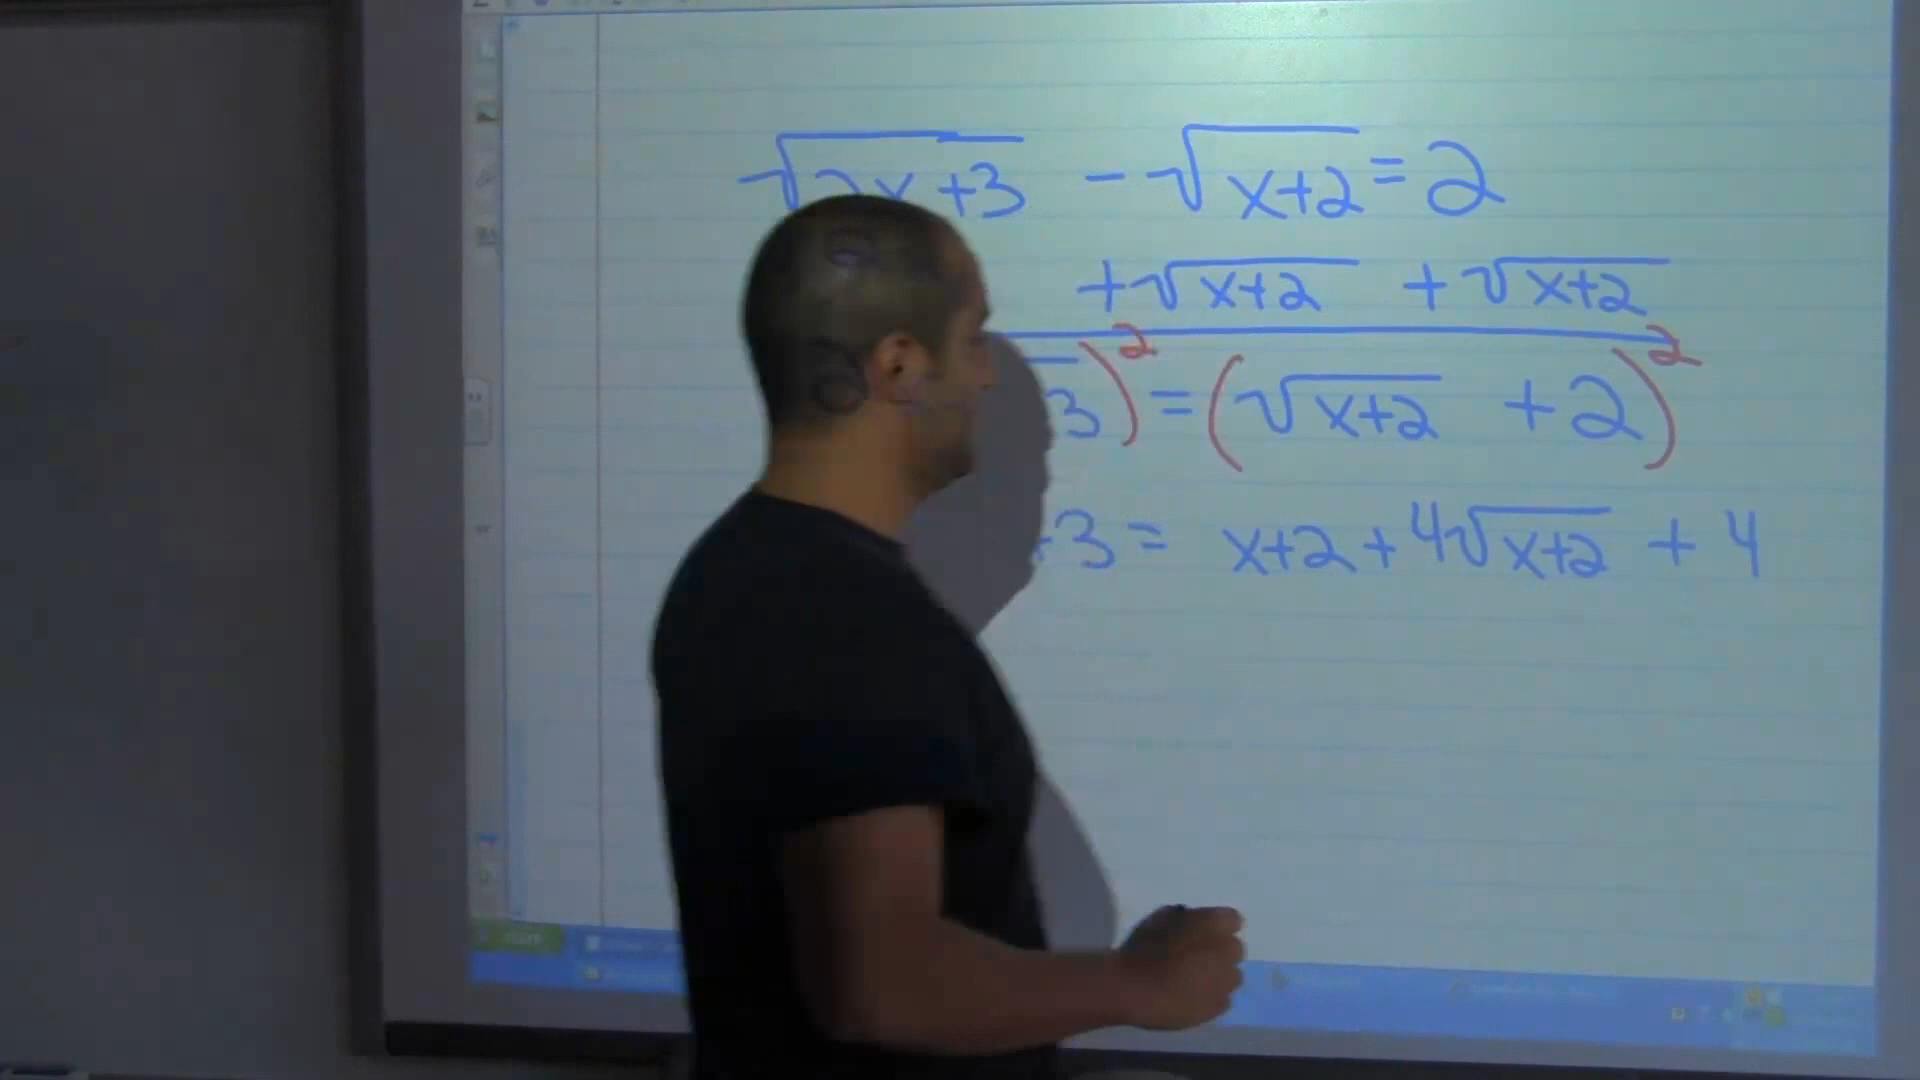 √2x+3 - √x+2 = 2
+√x+2 +√x+2
3)² = (√x+2 + 2)²
+3 = x+2 + 4√x+2 + 4